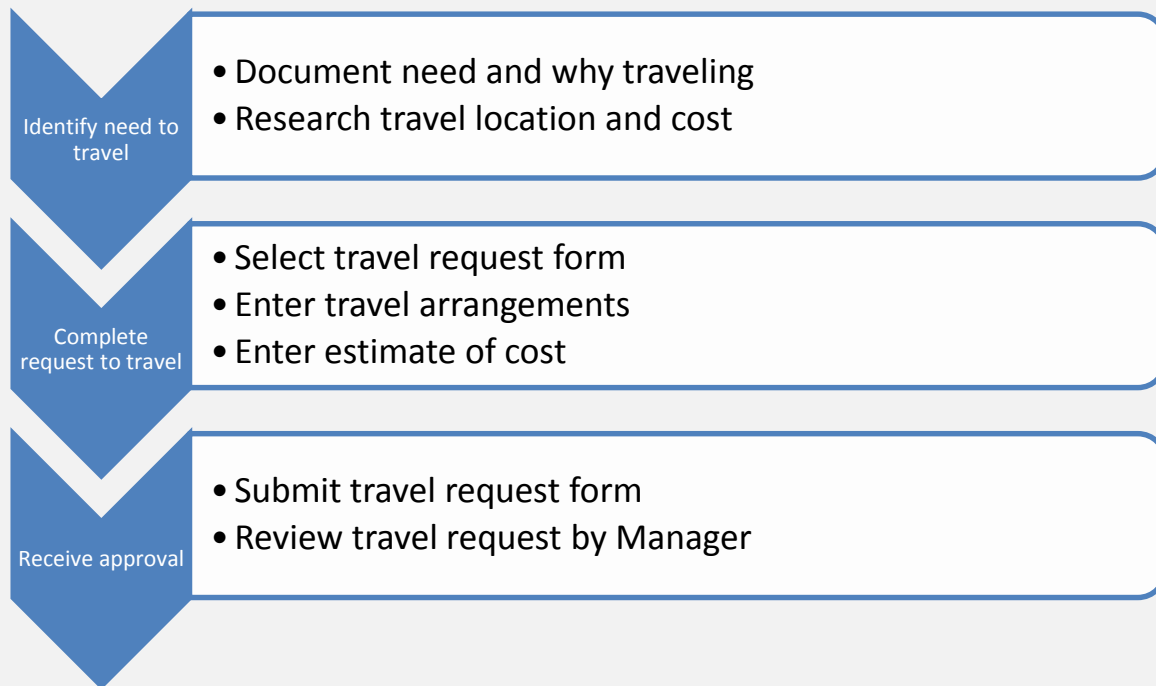 Identify need to
travel
• Document need and why traveling
• Research travel location and cost
Complete
request to travel
• Select travel request form
• Enter travel arrangements
• Enter estimate of cost
Receive approval
• Submit travel request form
• Review travel request by Manager